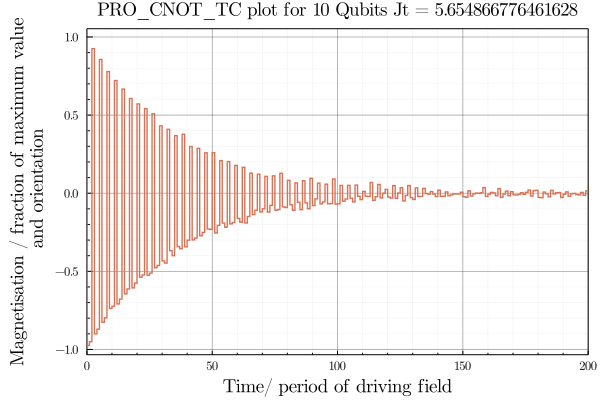 PRO_CNOT_TC plot for 10 Qubits Jt = 5.654866776461628
Magnetisation / fraction of maximum value
and orientation
1.0
0.5
0.0
−0.5
−1.0
0
50
100
150
200
Time/ period of driving field